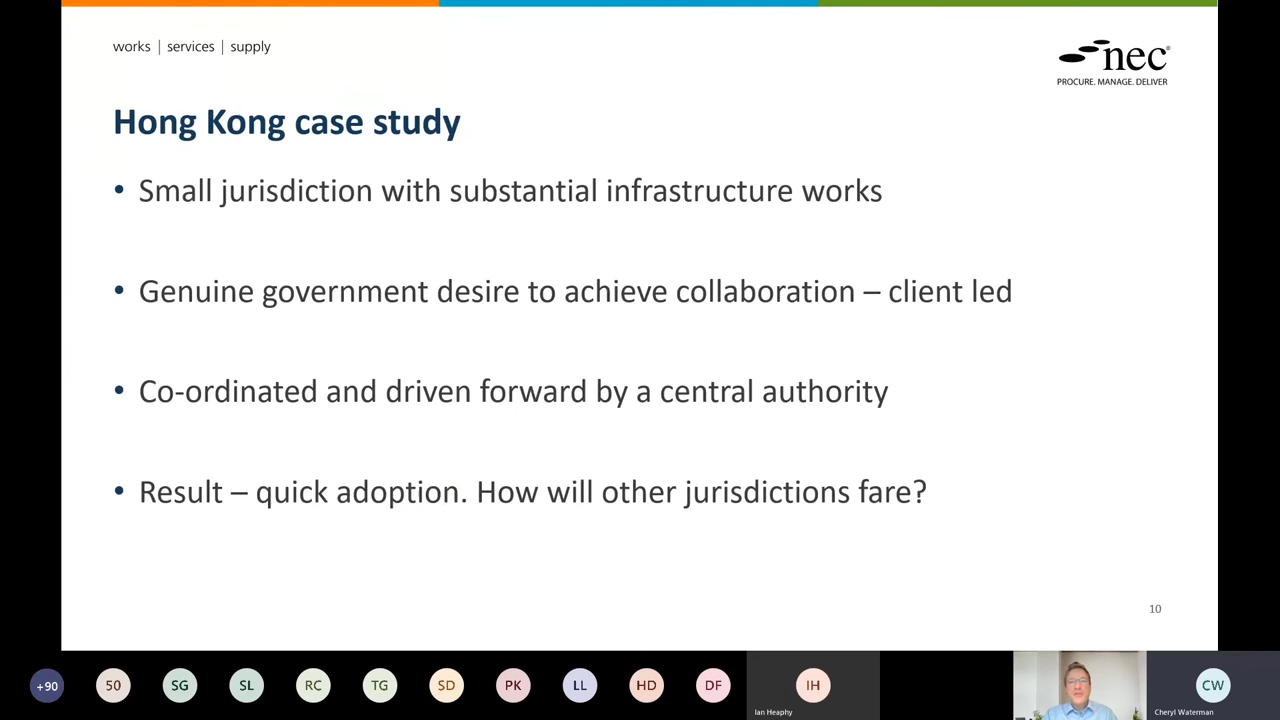 works | services | supply
nec®
PROCURE. MANAGE. DELIVER
Hong Kong case study
• Small jurisdiction with substantial infrastructure works
• Genuine government desire to achieve collaboration – client led
• Co-ordinated and driven forward by a central authority
• Result – quick adoption. How will other jurisdictions fare?
10
+90
50
SG
SL
RC
TG
SD
PK
LL
HD
DF
IH
Ian Heaphy
CW
Cheryl Waterman